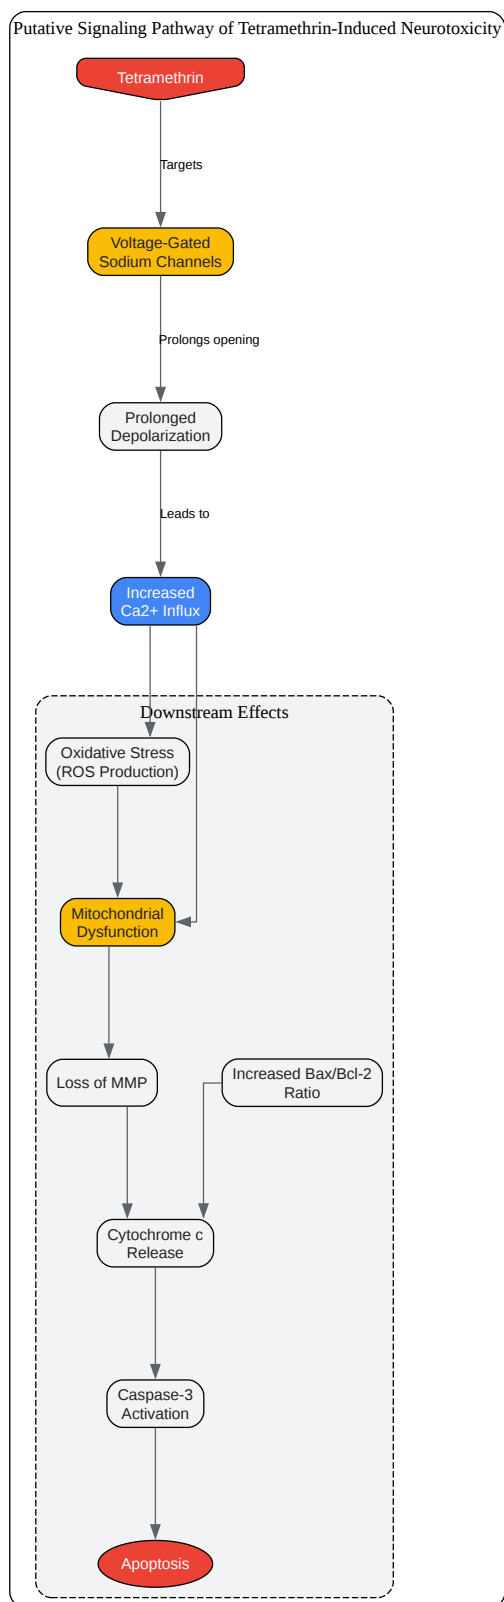 Putative Signaling Pathway of Tetramethrin-Induced Neurotoxicity
Tetramethrin
Targets
Voltage-Gated
Sodium Channels
Prolongs opening
Prolonged
Depolarization
Leads to
Increased
Ca2+ Influx
Downstream Effects
Oxidative Stress
(ROS Production)
Mitochondrial
Dysfunction
Loss of MMP
Increased Bax/Bcl-2
Ratio
Cytochrome c
Release
Caspase-3
Activation
Apoptosis